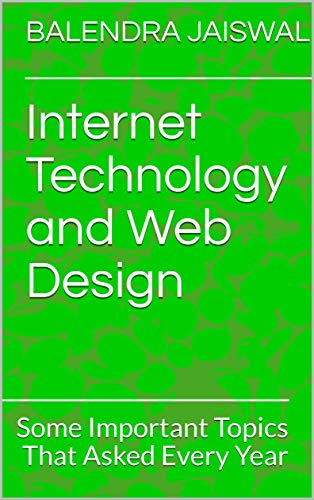 BALENDRA JAISWAL
Internet
Technology
and Web
Design
Some Important Topics
That Asked Every Year